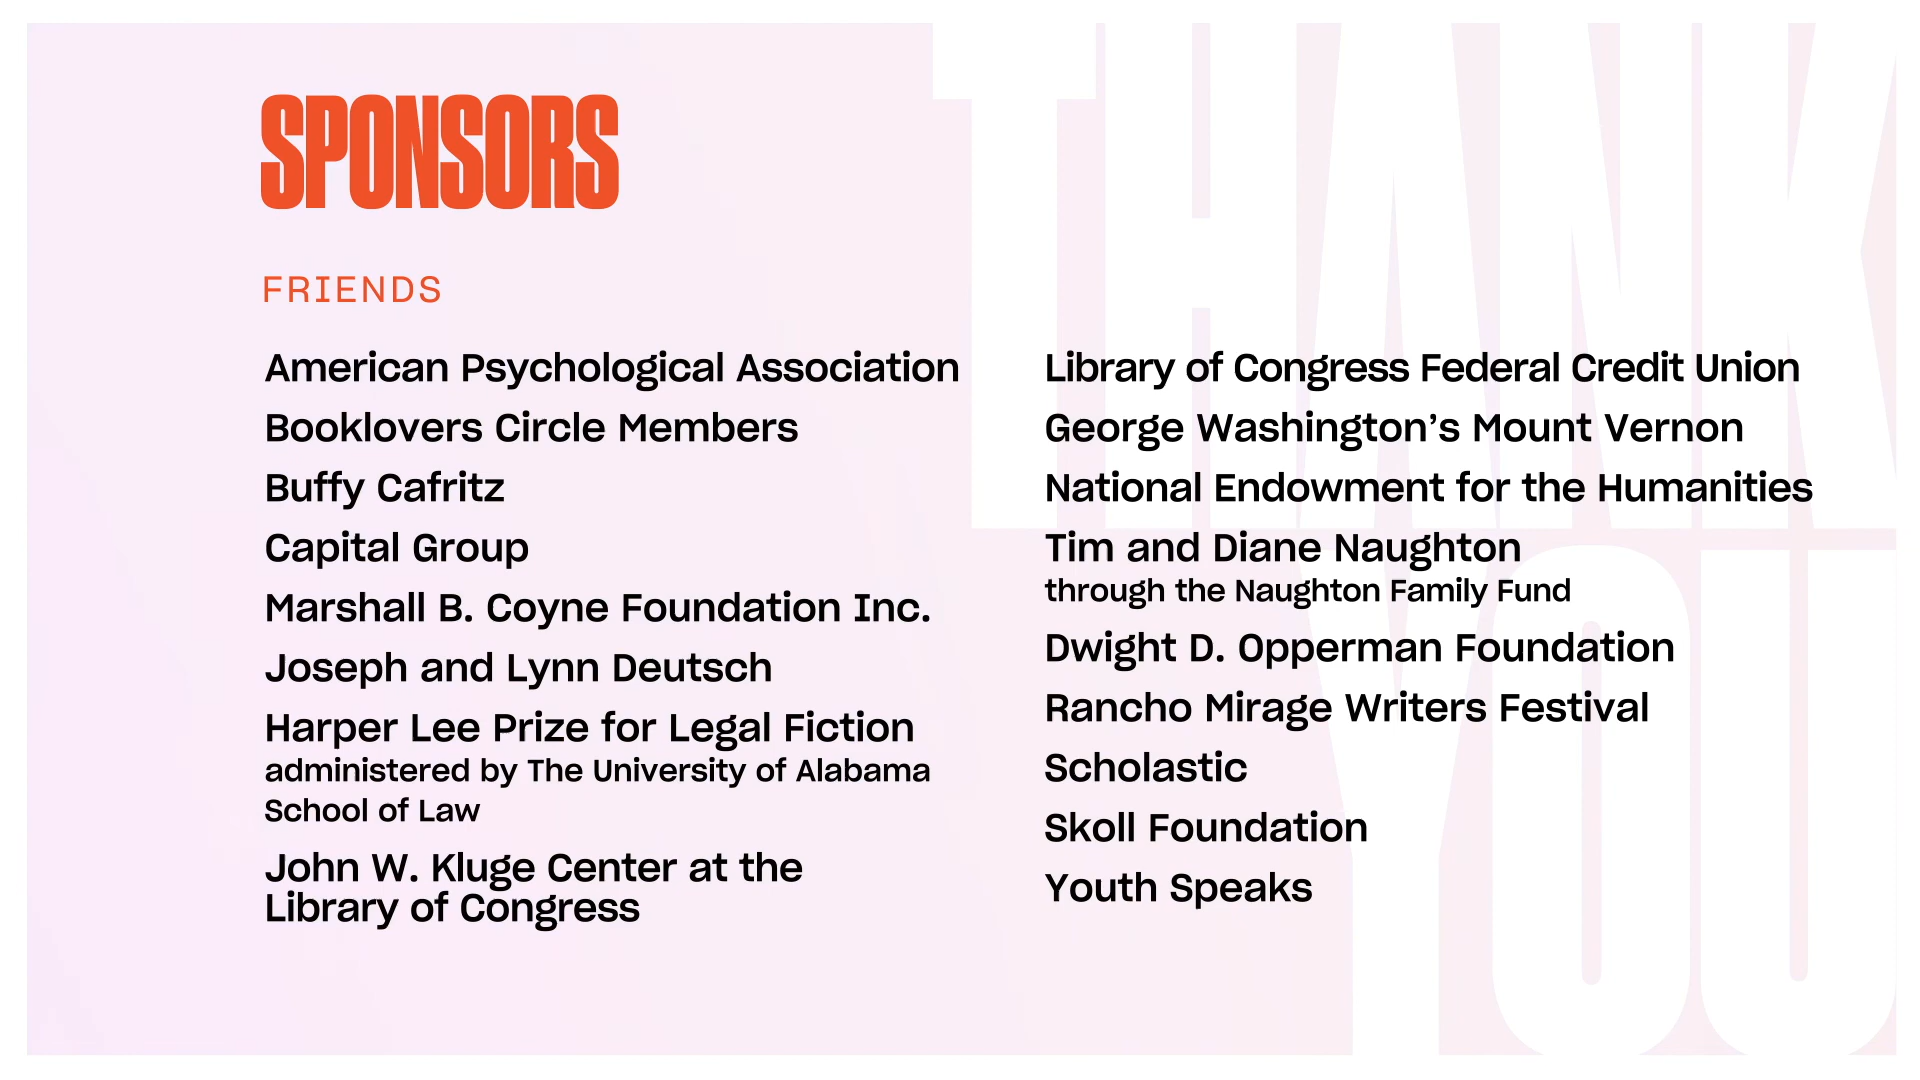 THANK
YOU
SPONSORS
FRIENDS
American Psychological Association
Booklovers Circle Members
Buffy Cafritz
Capital Group
Marshall B. Coyne Foundation Inc.
Joseph and Lynn Deutsch
Harper Lee Prize for Legal Fiction
administered by The University of Alabama
School of Law
John W. Kluge Center at the
Library of Congress
Library of Congress Federal Credit Union
George Washington’s Mount Vernon
National Endowment for the Humanities
Tim and Diane Naughton
through the Naughton Family Fund
Dwight D. Opperman Foundation
Rancho Mirage Writers Festival
Scholastic
Skoll Foundation
Youth Speaks